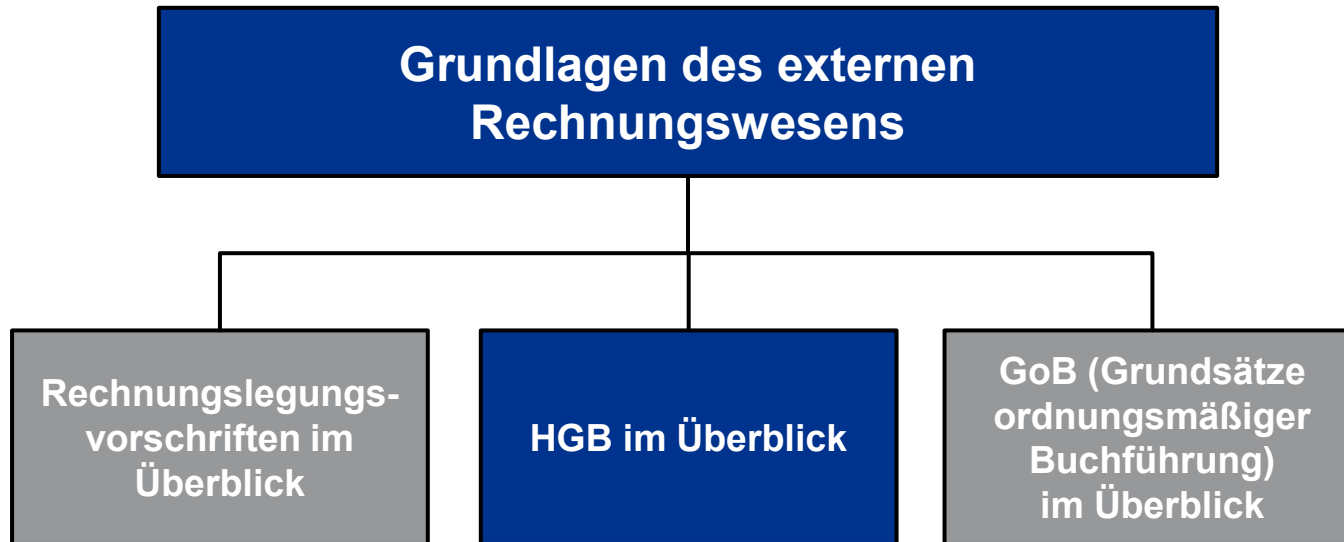 Grundlagen des externen
Rechnungswesens
Rechnungslegungs-
vorschriften im
Überblick
HGB im Überblick
GoB (Grundsätze
ordnungsmäßiger
Buchführung)
im Überblick